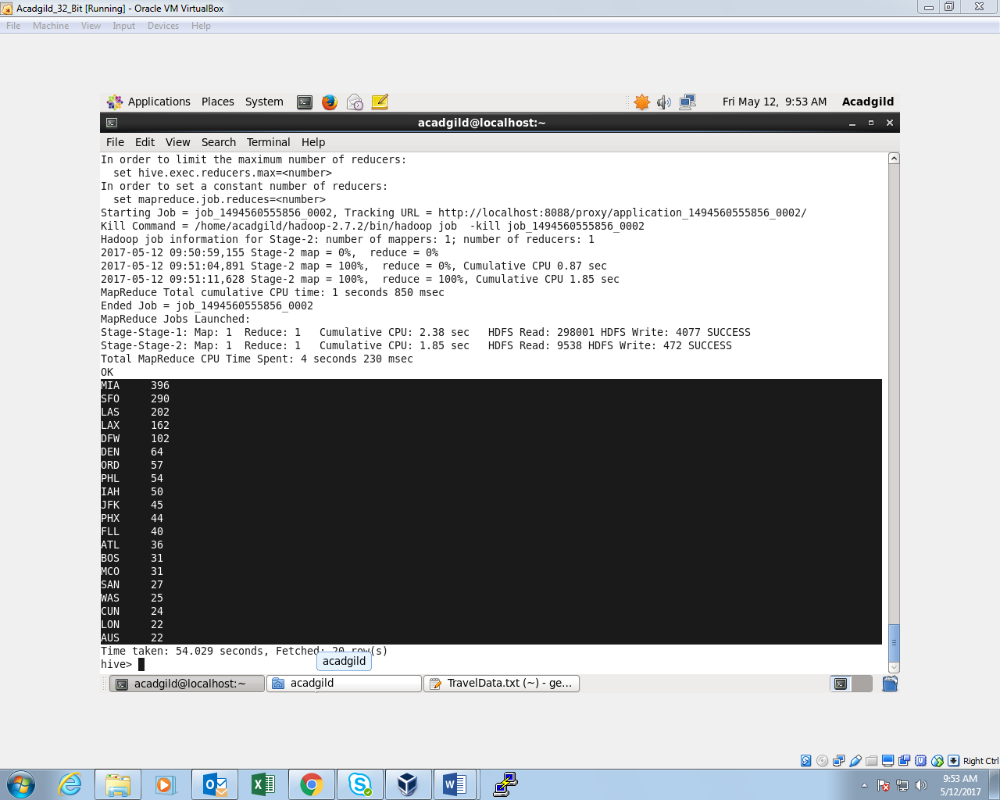 Acadgild_32_Bit [Running] - Oracle VM VirtualBox
File Machine View Input Devices Help
Applications Places System Fri May 12, 9:53 AM Acadgild
acadgild@localhost:~
File Edit View Search Terminal Help
In order to limit the maximum number of reducers:
  set hive.exec.reducers.max=<number>
In order to set a constant number of reducers:
  set mapreduce.job.reduces=<number>
Starting Job = job_1494560555856_0002, Tracking URL = http://localhost:8088/proxy/application_1494560555856_0002/
Kill Command = /home/acadgild/hadoop-2.7.2/bin/hadoop job  -kill job_1494560555856_0002
Hadoop job information for Stage-2: number of mappers: 1; number of reducers: 1
2017-05-12 09:50:59,155 Stage-2 map = 0%,  reduce = 0%
2017-05-12 09:51:04,891 Stage-2 map = 100%,  reduce = 0%, Cumulative CPU 0.87 sec
2017-05-12 09:51:11,628 Stage-2 map = 100%,  reduce = 100%, Cumulative CPU 1.85 sec
MapReduce Total cumulative CPU time: 1 seconds 850 msec
Ended Job = job_1494560555856_0002
MapReduce Jobs Launched:
Stage-Stage-1: Map: 1  Reduce: 1   Cumulative CPU: 2.38 sec   HDFS Read: 298001 HDFS Write: 4077 SUCCESS
Stage-Stage-2: Map: 1  Reduce: 1   Cumulative CPU: 1.85 sec   HDFS Read: 9538 HDFS Write: 472 SUCCESS
Total MapReduce CPU Time Spent: 4 seconds 230 msec
OK
MIA     396
SFO     290
LAS     202
LAX     162
DFW     102
DEN     64
ORD     57
PHL     54
IAH     50
JFK     45
PHX     44
FLL     40
ATL     36
BOS     31
MCO     31
SAN     27
WAS     25
CUN     24
LON     22
AUS     22
Time taken: 54.029 seconds, Fetched: 20 row(s)
hive>
acadgild
acadgild@localhost:~ acadgild TravelData.txt (~) - ge...
Right Ctrl
9:53 AM
5/12/2017